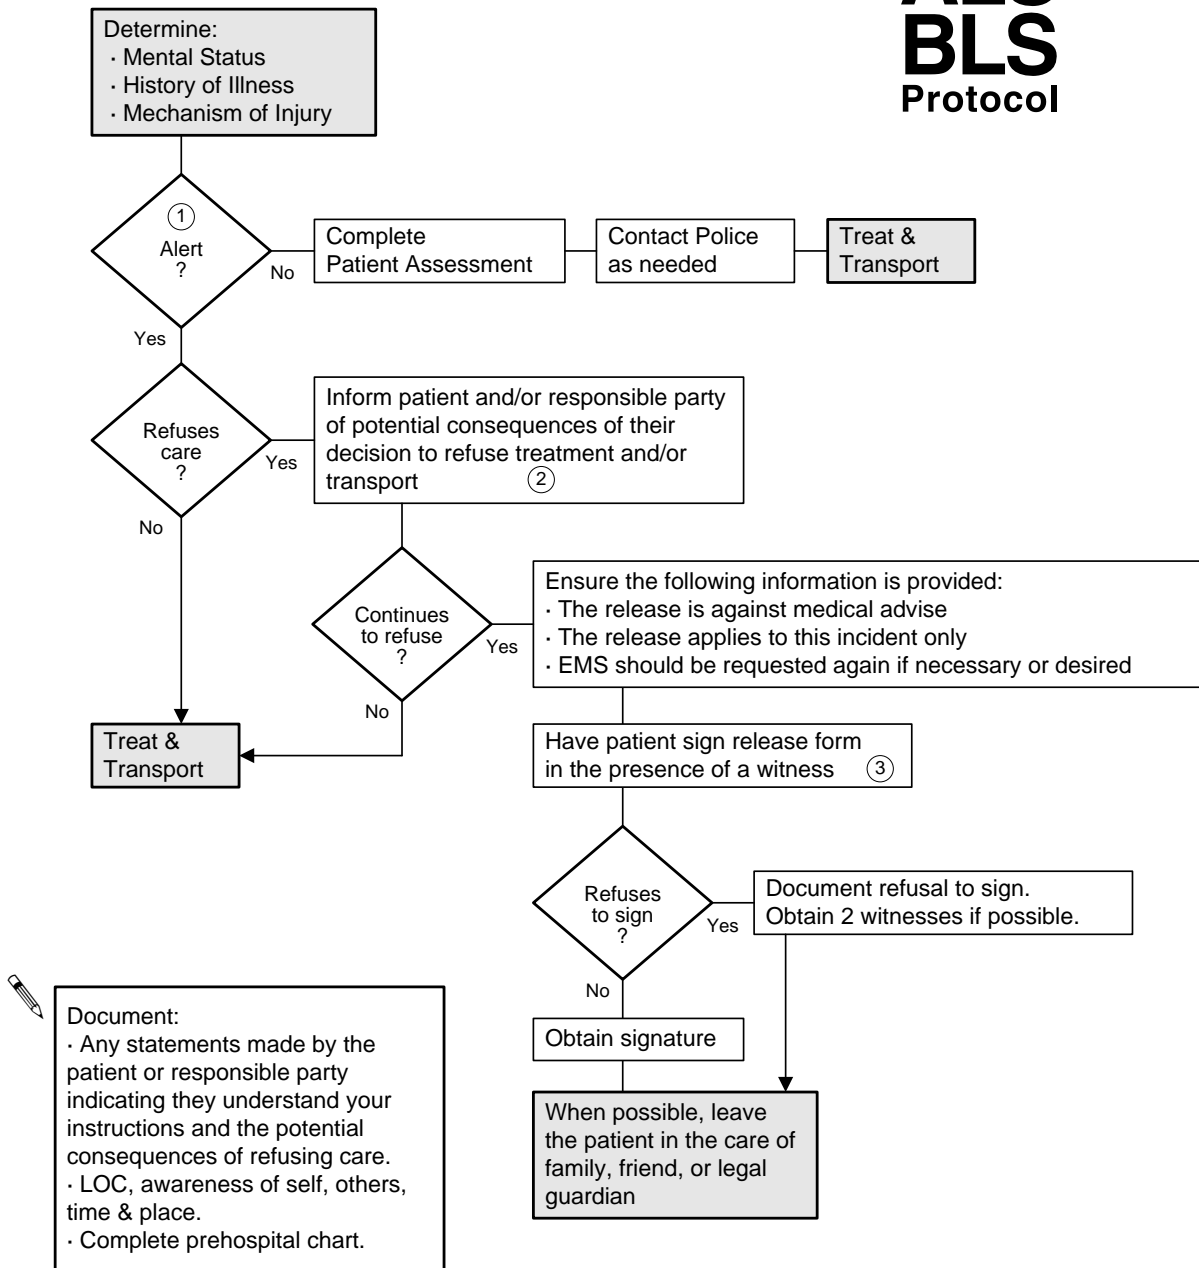 Determine:
· Mental Status
· History of Illness
· Mechanism of Injury
BLS
Protocol
1
Alert
?
No
Complete
Patient Assessment
Contact Police
as needed
Treat &
Transport
Yes
Refuses
care
?
Yes
Inform patient and/or responsible party
of potential consequences of their
decision to refuse treatment and/or
transport 2
No
Continues
to refuse
?
Yes
Ensure the following information is provided:
· The release is against medical advise
· The release applies to this incident only
· EMS should be requested again if necessary or desired
No
Treat &
Transport
Have patient sign release form
in the presence of a witness 3
Refuses
to sign
?
Yes
Document refusal to sign.
Obtain 2 witnesses if possible.
No
Obtain signature
When possible, leave
the patient in the care of
family, friend, or legal
guardian
Document:
· Any statements made by the
patient or responsible party
indicating they understand your
instructions and the potential
consequences of refusing care.
· LOC, awareness of self, others,
time & place.
· Complete prehospital chart.